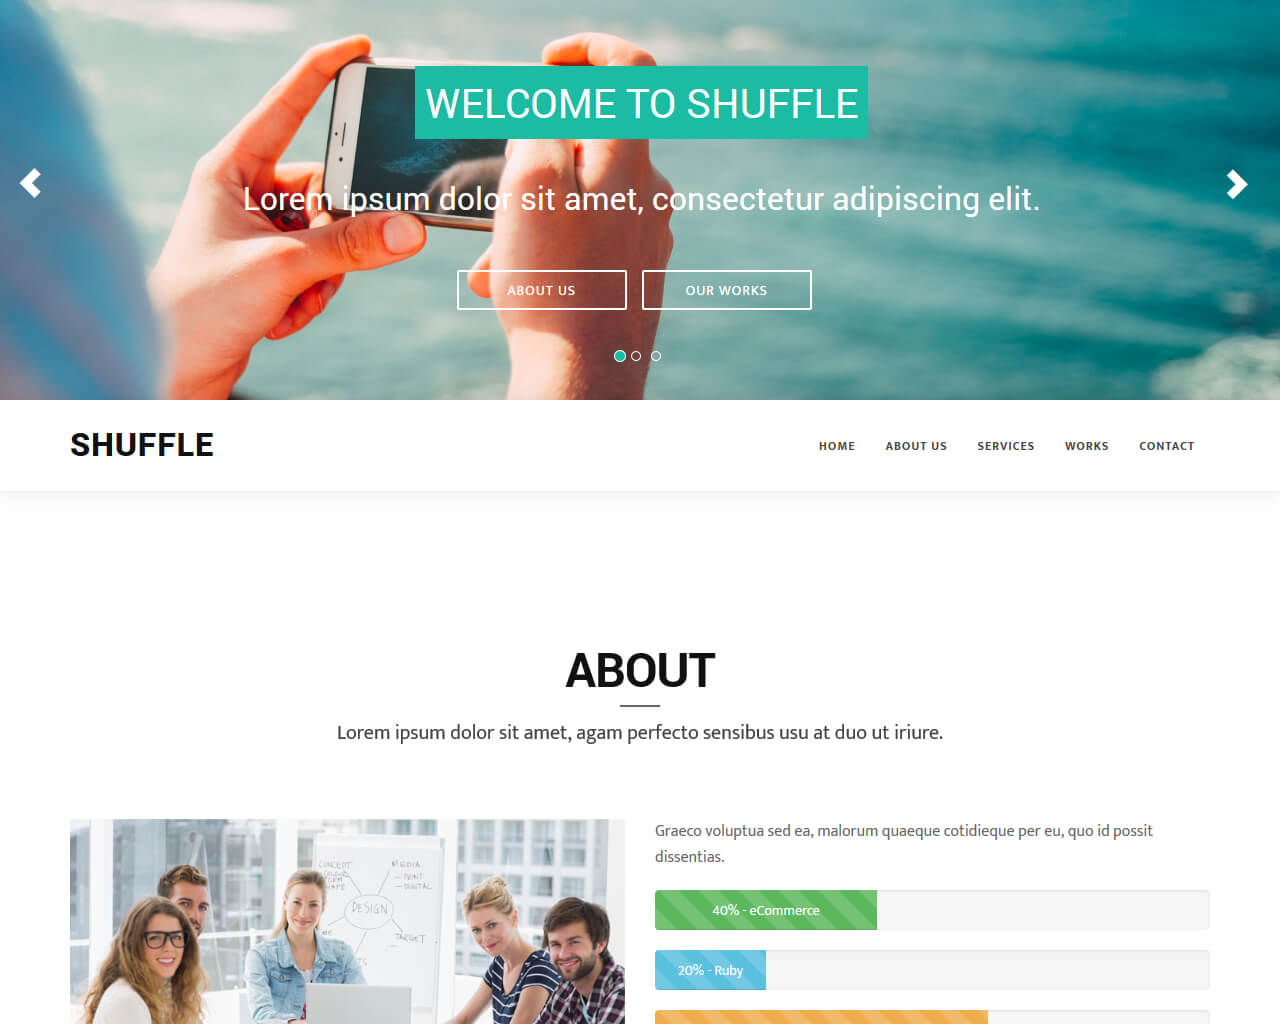 WELCOME TO SHUFFLE
Lorem ipsum dolor sit amet, consectetur adipiscing elit.
ABOUT US
OUR WORKS
SHUFFLE
HOME
ABOUT US
SERVICES
WORKS
CONTACT
ABOUT
Lorem ipsum dolor sit amet, agam perfecto sensibus usu at duo ut iriure.
CONCEPT
MEDIA
PRINT
DIGITAL
DESIGN
TARGET
Graeco voluptua sed ea, malorum quaeque cotidieque per eu, quo id possit
dissentias.
40% - eCommerce
20% - Ruby